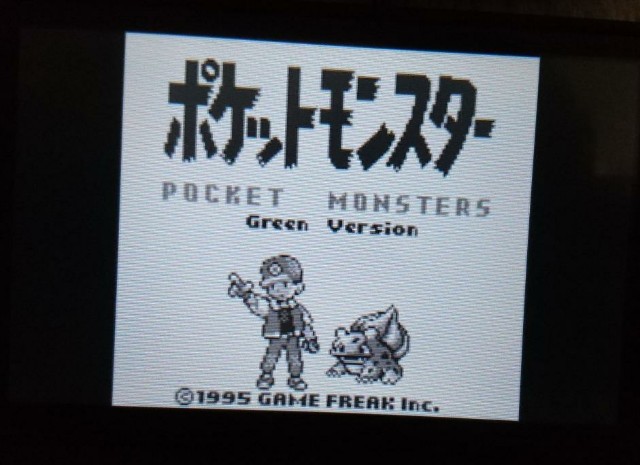 ポケットモンスター
POCKET MONSTERS
Green Version
©1995 GAME FREAK Inc.